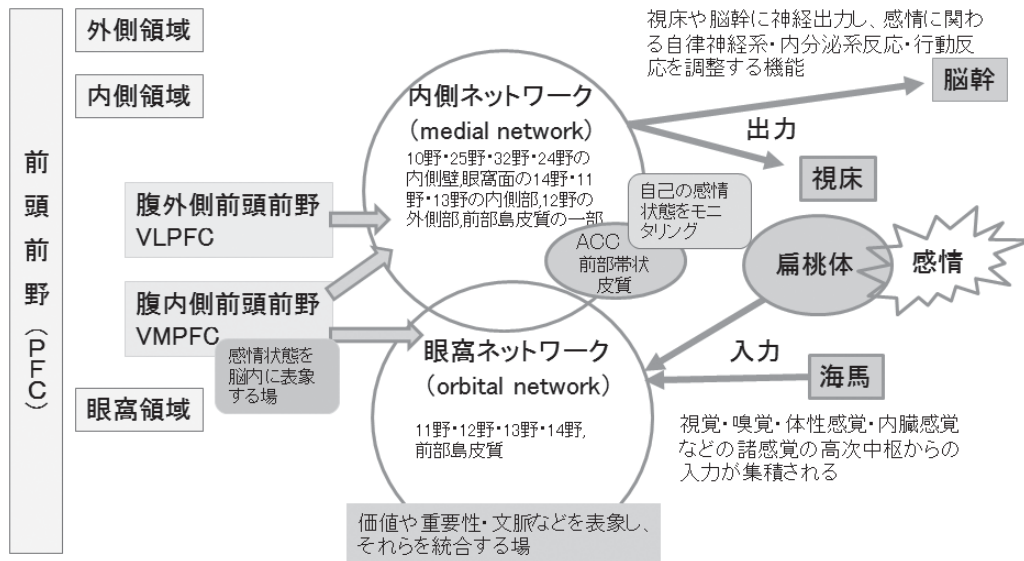 前頭前野(PFC)
外側領域
内側領域
腹外側前頭前野
VLPFC
腹内側前頭前野
VMPFC
感情状態を
脳内に表象
する場
眼窩領域
内側ネットワーク
(medial network)
10野・25野・32野・24野の
内側壁,眼窩面の14野・11
野・13野の内側部,12野の
外側部,前部島皮質の一部
ACC
前部帯状
皮質
自己の感情
状態をモニ
タリング
眼窩ネットワーク
(orbital network)
11野・12野・13野・14野,
前部島皮質
価値や重要性・文脈などを表象し、
それらを統合する場
視床や脳幹に神経出力し、感情に関わ
る自律神経系・内分泌系反応・行動反
応を調整する機能
脳幹
出力
視床
扁桃体
感情
入力
海馬
視覚・嗅覚・体性感覚・内臓感覚
などの諸感覚の高次中枢からの
入力が集積される